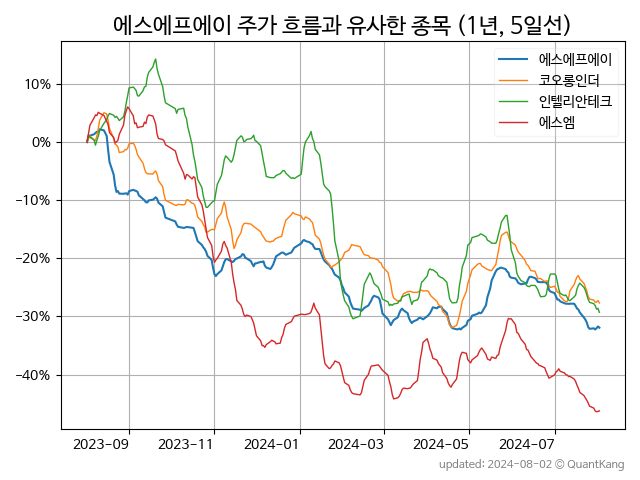 에스에프에이 주가 흐름과 유사한 종목 (1년, 5일선)
에스에프에이
코오롱인더
인텔리안테크
에스엠
10%
0%
−10%
−20%
−30%
−40%
2023−09
2023−11
2024−01
2024−03
2024−05
2024−07
updated: 2024-08-02 © QuantKang